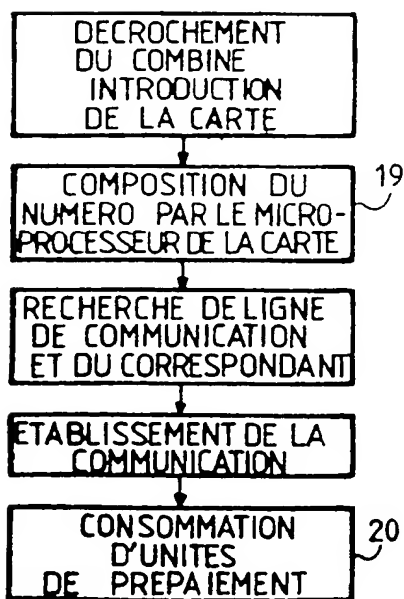 DECROCHEMENT
DU COMBINE
INTRODUCTION
DE LA CARTE
COMPOSITION DU
NUMERO PAR LE MICRO-
PROCESSEUR DE LA CARTE
19
RECHERCHE DE LIGNE
DE COMMUNICATION
ET DU CORRESPONDANT
ETABLISSEMENT DE LA
COMMUNICATION
CONSOMMATION
D'UNITES
DE PREPAIEMENT
20